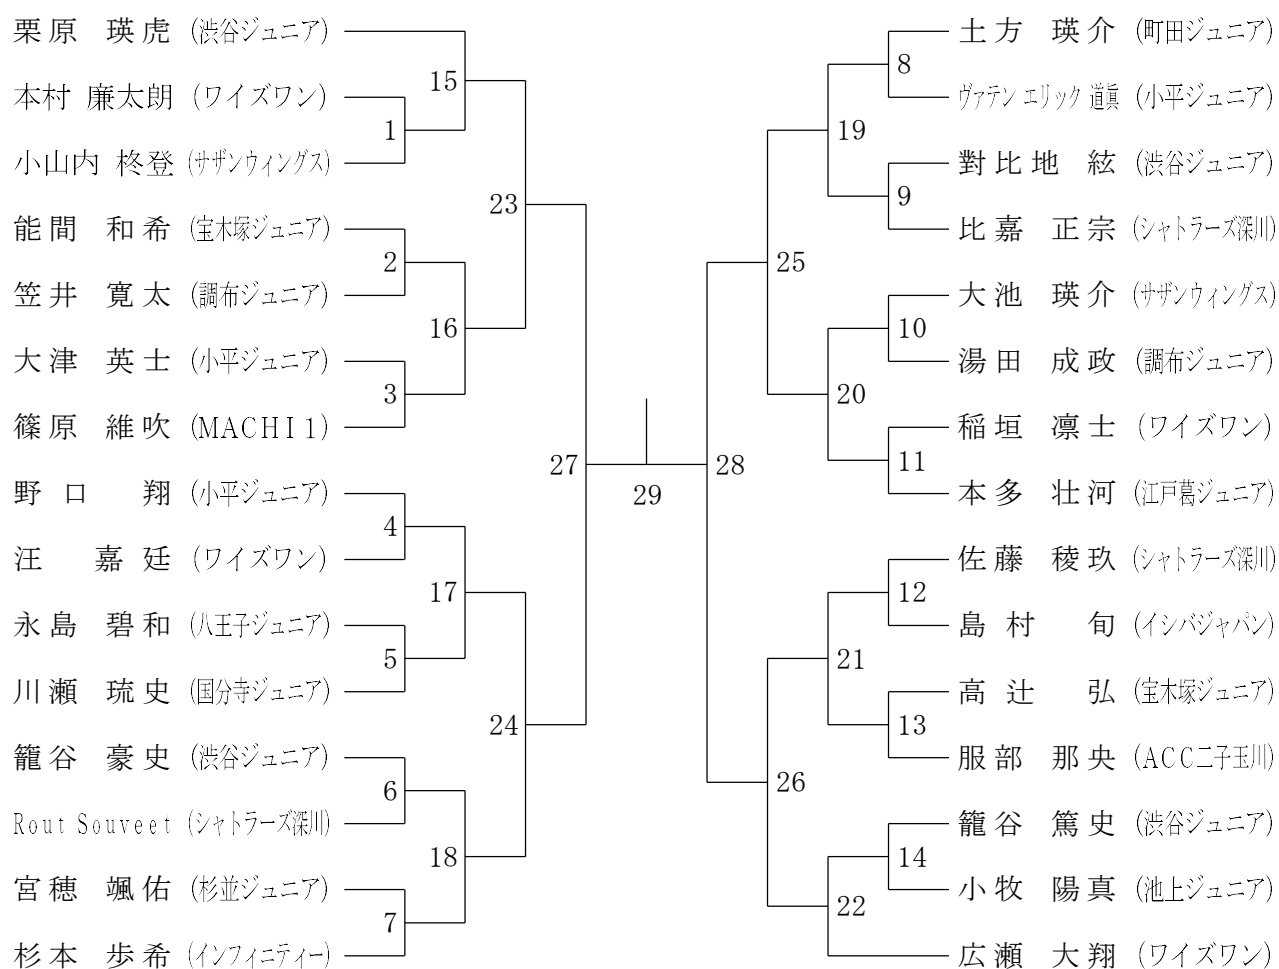 栗原 瑛虎 (渋谷ジュニア)
本村 廉太朗 (ワイズワン)
小山内 柊登 (サザンウィングス)
能間 和希 (宝木塚ジュニア)
笠井 寛太 (調布ジュニア)
大津 英士 (小平ジュニア)
篠原 維吹 (MACHI1)
野口 翔 (小平ジュニア)
汪 嘉廷 (ワイズワン)
永島 碧和 (八王子ジュニア)
川瀬 琉史 (国分寺ジュニア)
籠谷 豪史 (渋谷ジュニア)
Rout Souveet (シャトラーズ深川)
宮穂 颯佑 (杉並ジュニア)
杉本 歩希 (インフィニティー)
15
1
23
2
16
3
27
4
17
5
24
6
18
7
29
28
8
19
9
25
10
20
11
12
21
13
26
14
22
土方 瑛介 (町田ジュニア)
ヴァテン エリック 道眞 (小平ジュニア)
對比地 絃 (渋谷ジュニア)
比嘉 正宗 (シャトラーズ深川)
大池 瑛介 (サザンウィングス)
湯田 成政 (調布ジュニア)
稲垣 凛士 (ワイズワン)
本多 壮河 (江戸葛ジュニア)
佐藤 稜玖 (シャトラーズ深川)
島村 旬 (イシバジャパン)
高辻 弘 (宝木塚ジュニア)
服部 那央 (ACC二子玉川)
籠谷 篤史 (渋谷ジュニア)
小牧 陽真 (池上ジュニア)
広瀬 大翔 (ワイズワン)